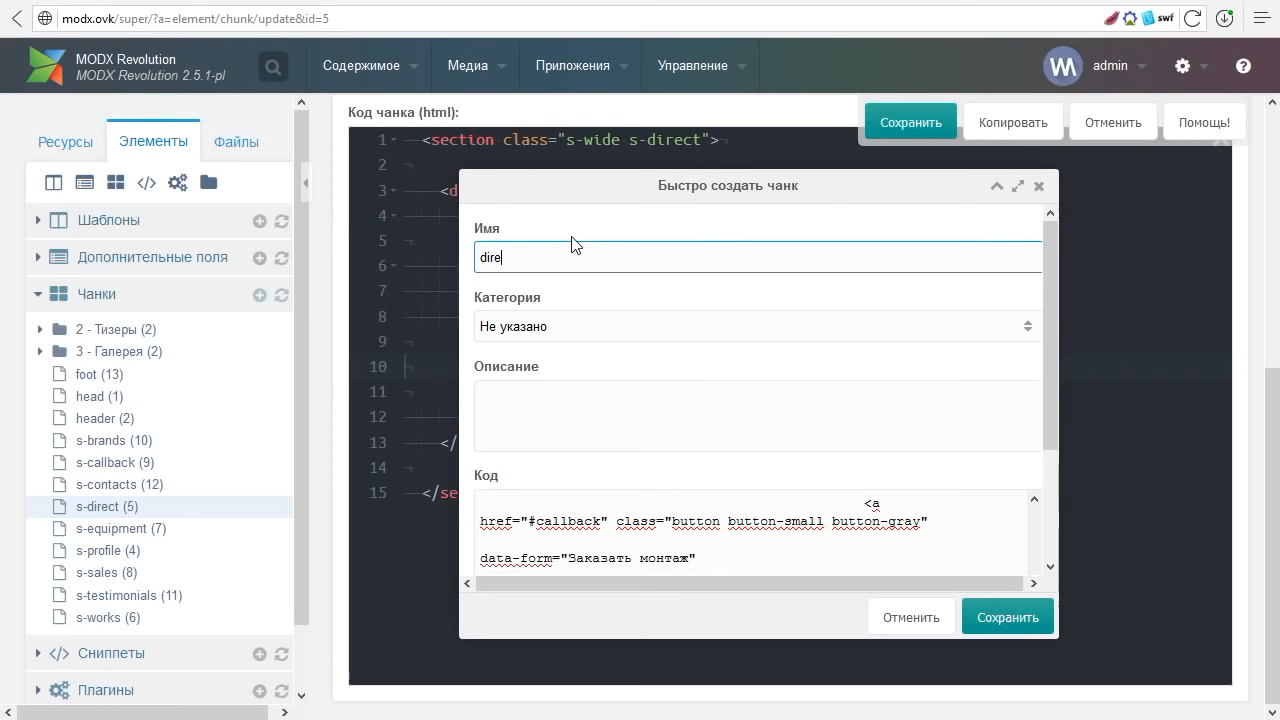 modx.ovk/super/?a=element/chunk/update&id=5
swf
MODX Revolution
MODX Revolution 2.5.1-pl
Содержимое
Медиа
Приложения
Управление
admin
Ресурсы
Элементы
Файлы
Шаблоны
Дополнительные поля
Чанки
2 - Тизеры (2)
3 - Галерея (2)
foot (13)
head (1)
header (2)
s-brands (10)
s-callback (9)
s-contacts (12)
s-direct (5)
s-equipment (7)
s-profile (4)
s-sales (8)
s-testimonials (11)
s-works (6)
Сниппеты
Плагины
Код чанка (html):
Сохранить
Копировать
Отменить
Помощь!
1 <section class="s-wide s-direct">
2
3 <d
4
5
6
7
8
9
10
11
12
13 </
14
15 </se
Быстро создать чанк
Имя
dire
Категория
Не указано
Описание
Код
<a
href="#callback" class="button button-small button-gray"
data-form="Заказать монтаж"
Отменить
Сохранить